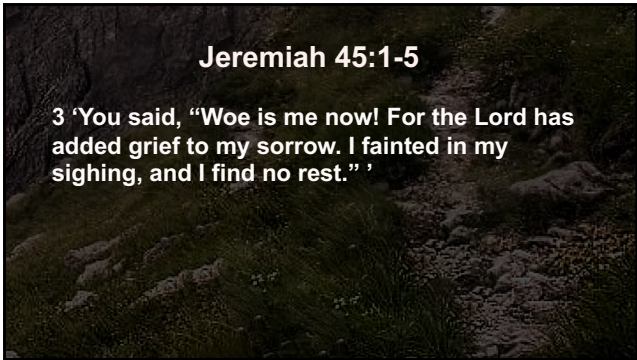 Jeremiah 45:1-5
3 ‘You said, “Woe is me now! For the Lord has
added grief to my sorrow. I fainted in my
sighing, and I find no rest.” ’